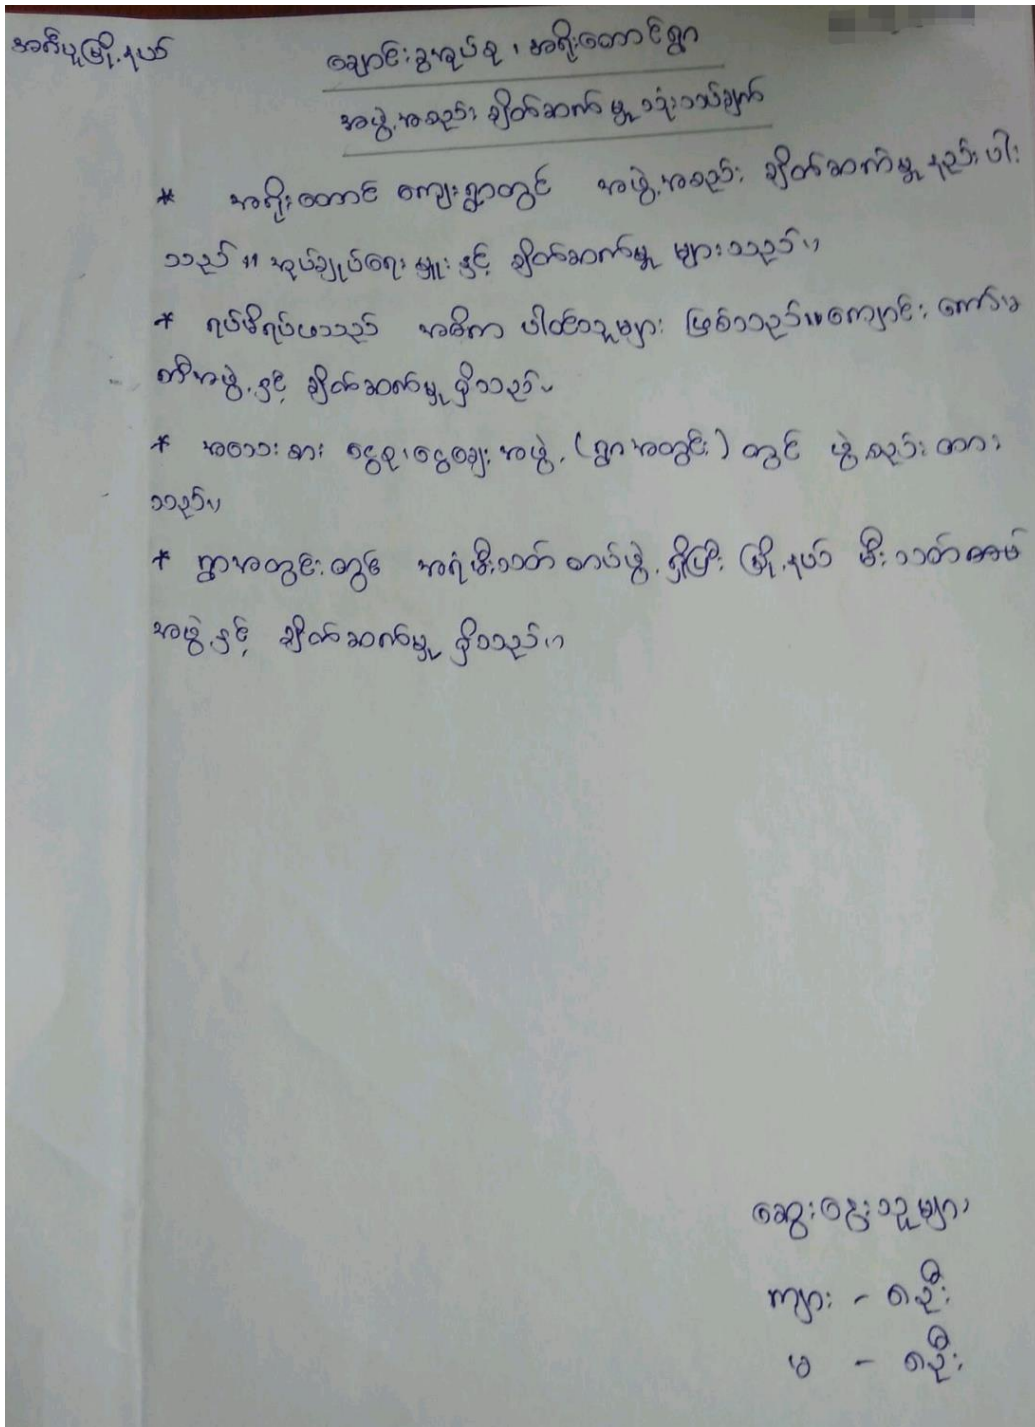 အင်္ဂပူမြို့နယ်
ချောင်းခွအုပ်စု ၊ အရိုးတောင်ရွာ
အဖွဲ့အစည်း ချိတ်ဆက်မှု သုံးသပ်ချက်
* အရိုးတောင် ကျေးရွာတွင် အဖွဲ့အစည်း ချိတ်ဆက်မှု နည်းပါး
သည်။ အုပ်ချုပ်ရေးမှူးနှင့် ချိတ်ဆက်မှု များသည်။
* ရပ်မိရပ်ဖသည် အဓိက ပါဝင်သူများ ဖြစ်သည်။ ကျောင်း ကော်မ
တီအဖွဲ့နှင့် ချိတ်ဆက်မှု ရှိသည်။
* အသေးစား ငွေစုငွေချေး အဖွဲ့ (ရွာအတွင်း) တွင် ဖွဲ့စည်းထား
သည်။
* ရွာအတွင်းတွင် အရံမီးသတ် တပ်ဖွဲ့ ရှိပြီး မြို့နယ် မီးသတ်တပ်
အဖွဲ့နှင့် ချိတ်ဆက်မှု ရှိသည်။
ဆွေးနွေးသူများ
ကျား - ၈ဦး
မ - ၈ဦး